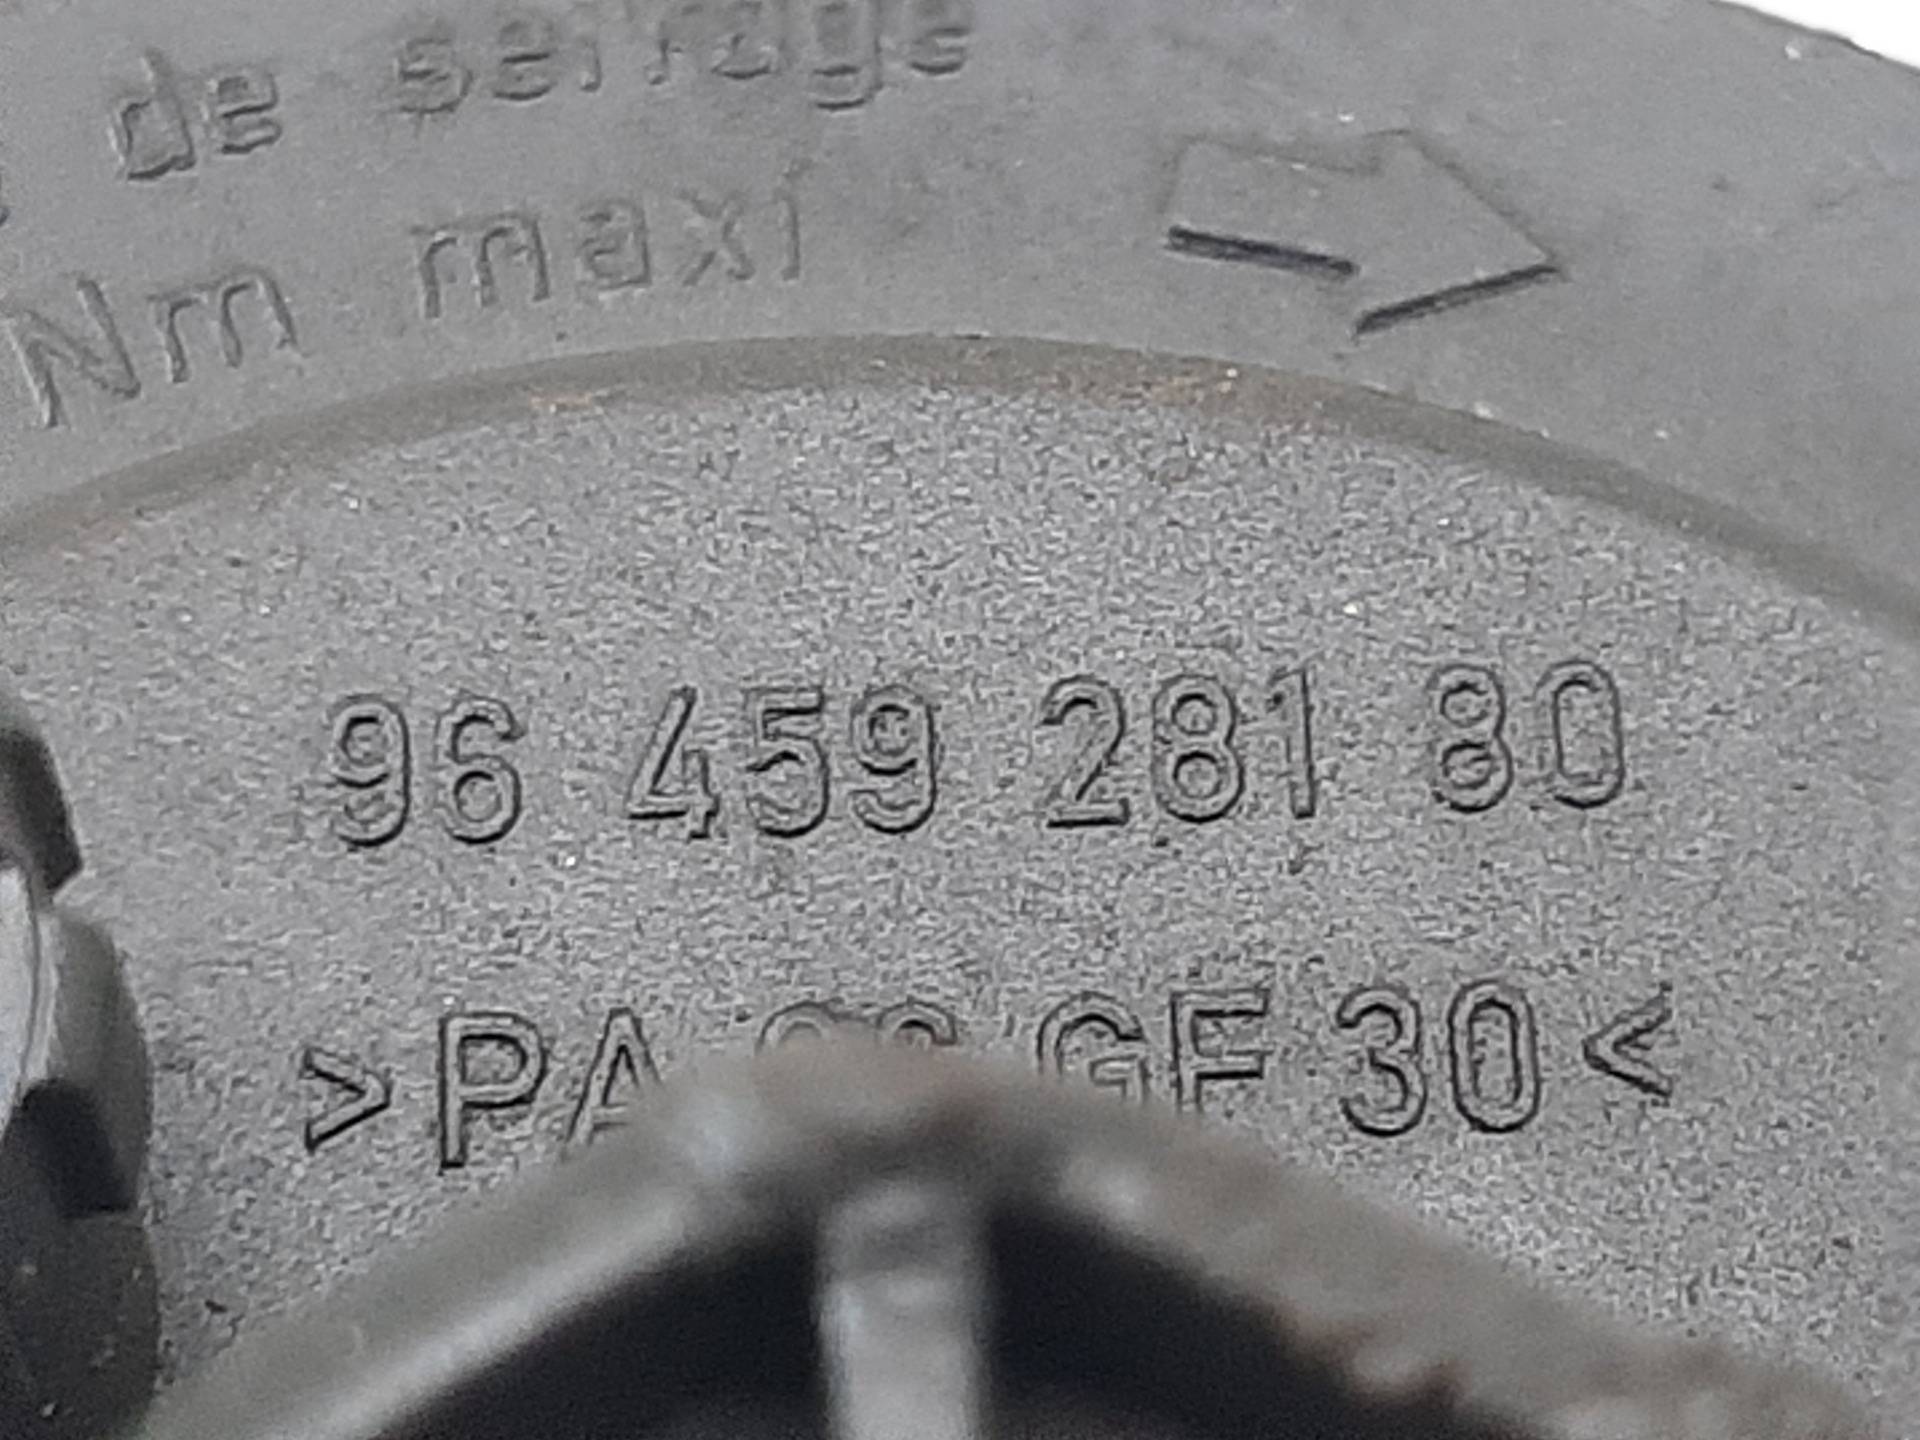 de serrage
Nm maxi
96 459 281 80
>PA GF 30<